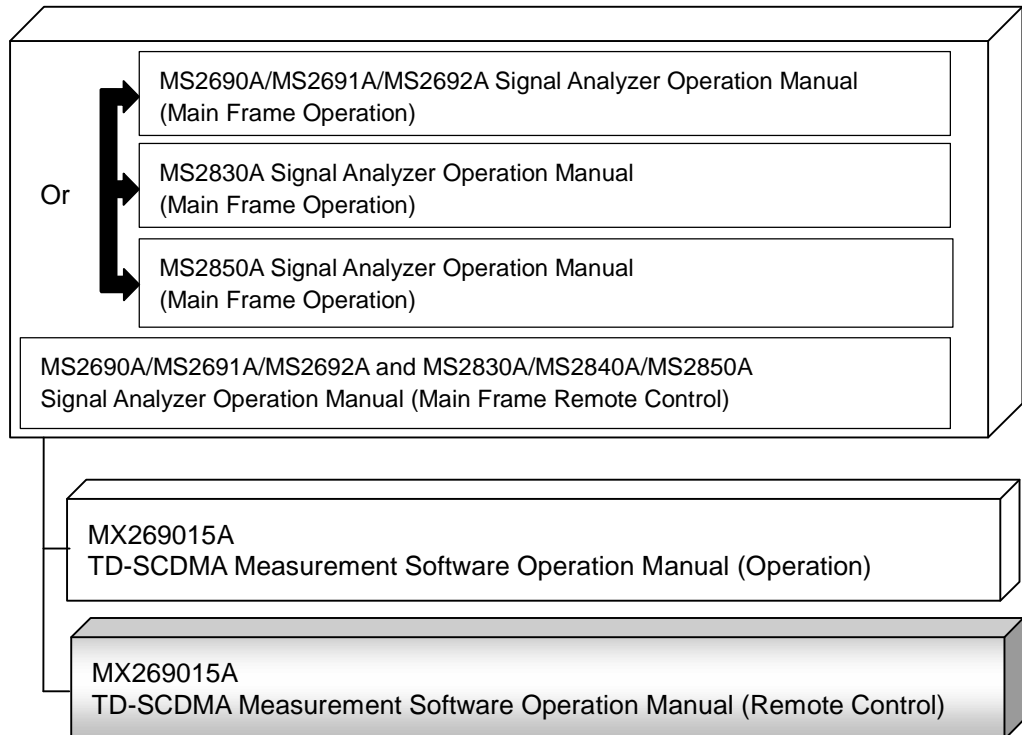 MS2690A/MS2691A/MS2692A Signal Analyzer Operation Manual
(Main Frame Operation)
Or
MS2830A Signal Analyzer Operation Manual
(Main Frame Operation)
MS2850A Signal Analyzer Operation Manual
(Main Frame Operation)
MS2690A/MS2691A/MS2692A and MS2830A/MS2840A/MS2850A
Signal Analyzer Operation Manual (Main Frame Remote Control)
MX269015A
TD-SCDMA Measurement Software Operation Manual (Operation)
MX269015A
TD-SCDMA Measurement Software Operation Manual (Remote Control)